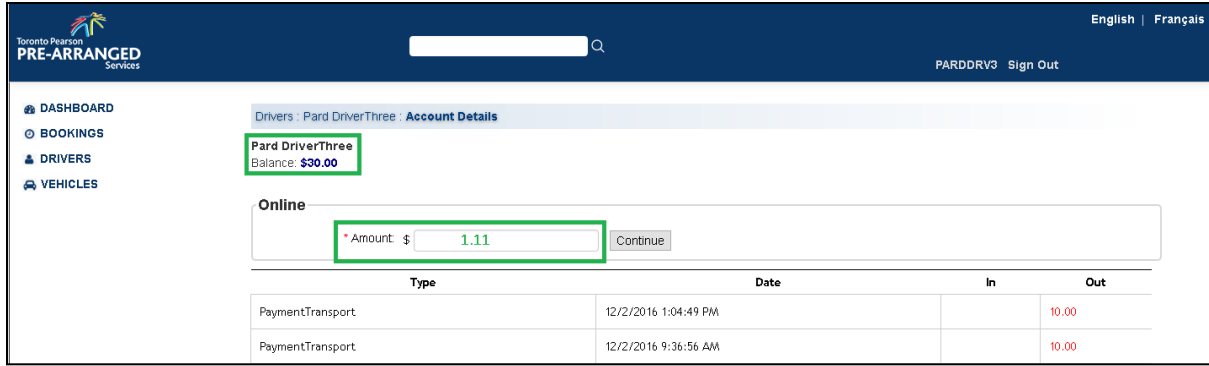 English | Français
Toronto Pearson
PRE-ARRANGED
Services
PARDDRV3 Sign Out
DASHBOARD
BOOKINGS
DRIVERS
VEHICLES
Drivers : Pard DriverThree : Account Details
Pard DriverThree
Balance: $30.00
Online
* Amount: $ 1.11 Continue
Type Date In Out
PaymentTransport 12/2/2016 1:04:49 PM 10.00
PaymentTransport 12/2/2016 9:36:56 AM 10.00